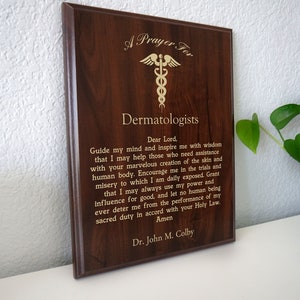 A Prayer For
Dermatologists
Dear Lord,
Guide my mind and inspire me with wisdom
that I may help those who need assistance
with your marvelous creation of the skin and
human body. Encourage me in the trials and
misery to which I am daily exposed. Grant
that I may always use my power and
influence for good, and let no human being
ever deter me from the performance of my
sacred duty in accord with your Holy Law.
Amen
Dr. John M. Colby